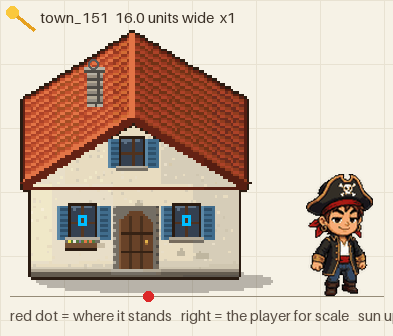 town_151  16.0 units wide  x1
red dot = where it stands  right = the player for scale  sun u